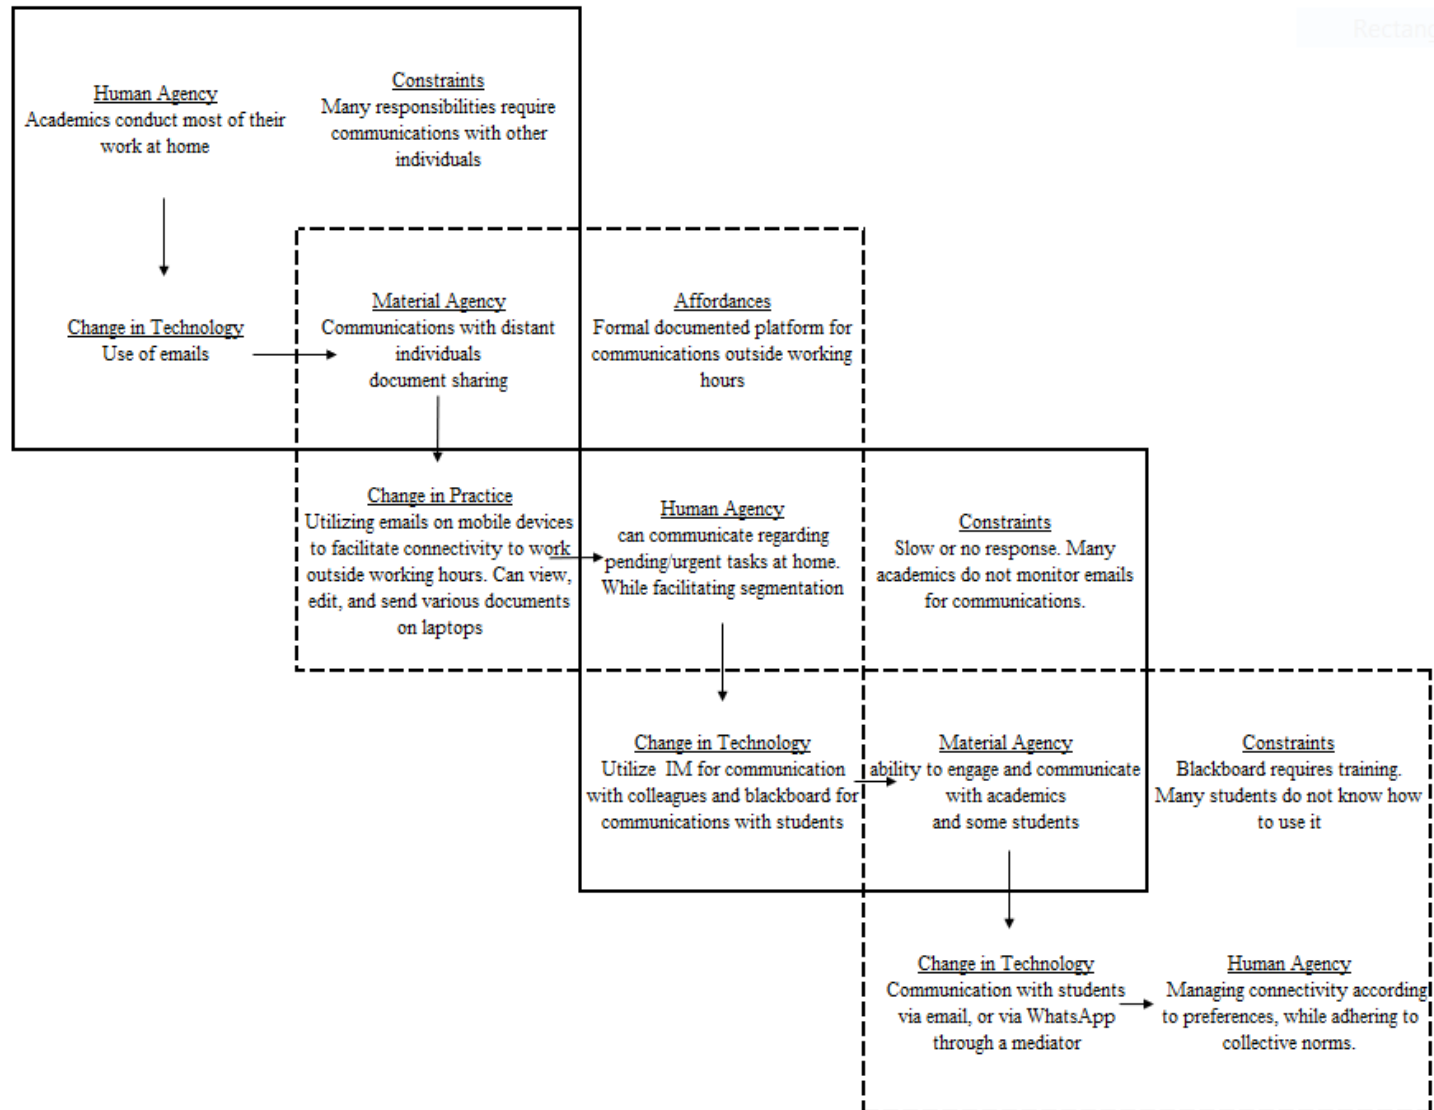 Rectang
Human Agency
Academics conduct most of their
work at home
Constraints
Many responsibilities require
communications with other
individuals
Change in Technology
Use of emails
Material Agency
Communications with distant
individuals
document sharing
Affordances
Formal documented platform for
communications outside working
hours
Change in Practice
Utilizing emails on mobile devices
to facilitate connectivity to work
outside working hours. Can view,
edit, and send various documents
on laptops
Human Agency
can communicate regarding
pending/urgent tasks at home.
While facilitating segmentation
Constraints
Slow or no response. Many
academics do not monitor emails
for communications.
Change in Technology
Utilize IM for communication
with colleagues and blackboard for
communications with students
Material Agency
ability to engage and communicate
with academics
and some students
Constraints
Blackboard requires training.
Many students do not know how
to use it
Change in Technology
Communication with students
via email, or via WhatsApp
through a mediator
Human Agency
Managing connectivity according
to preferences, while adhering to
collective norms.